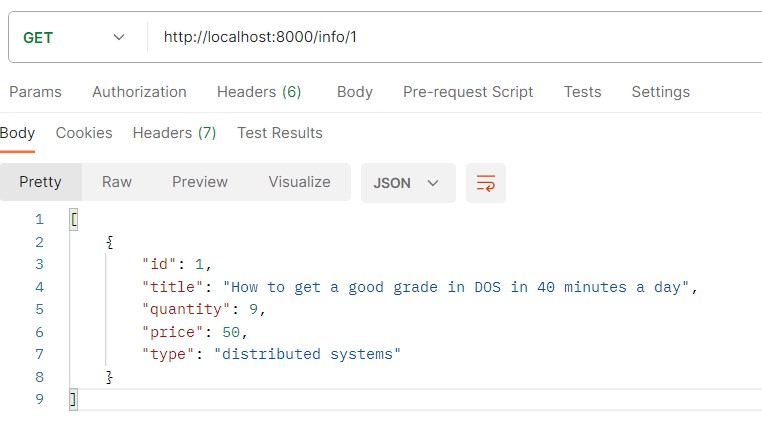 GET http://localhost:8000/info/1
Params Authorization Headers (6) Body Pre-request Script Tests Settings
Body Cookies Headers (7) Test Results
Pretty Raw Preview Visualize JSON
1 [
2 {
3 "id": 1,
4 "title": "How to get a good grade in DOS in 40 minutes a day",
5 "quantity": 9,
6 "price": 50,
7 "type": "distributed systems"
8 }
9 ]